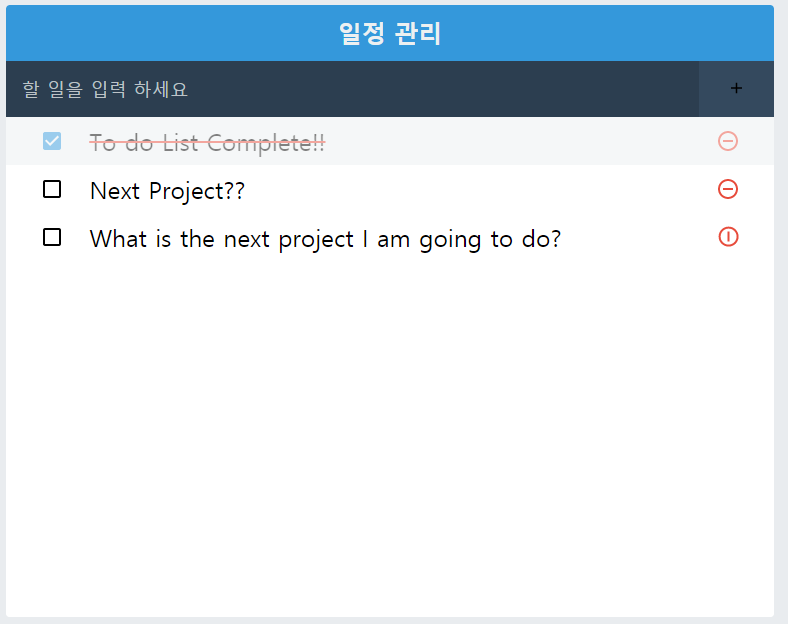 일정 관리
할 일을 입력 하세요
+
To do List Complete!!
Next Project??
What is the next project I am going to do?